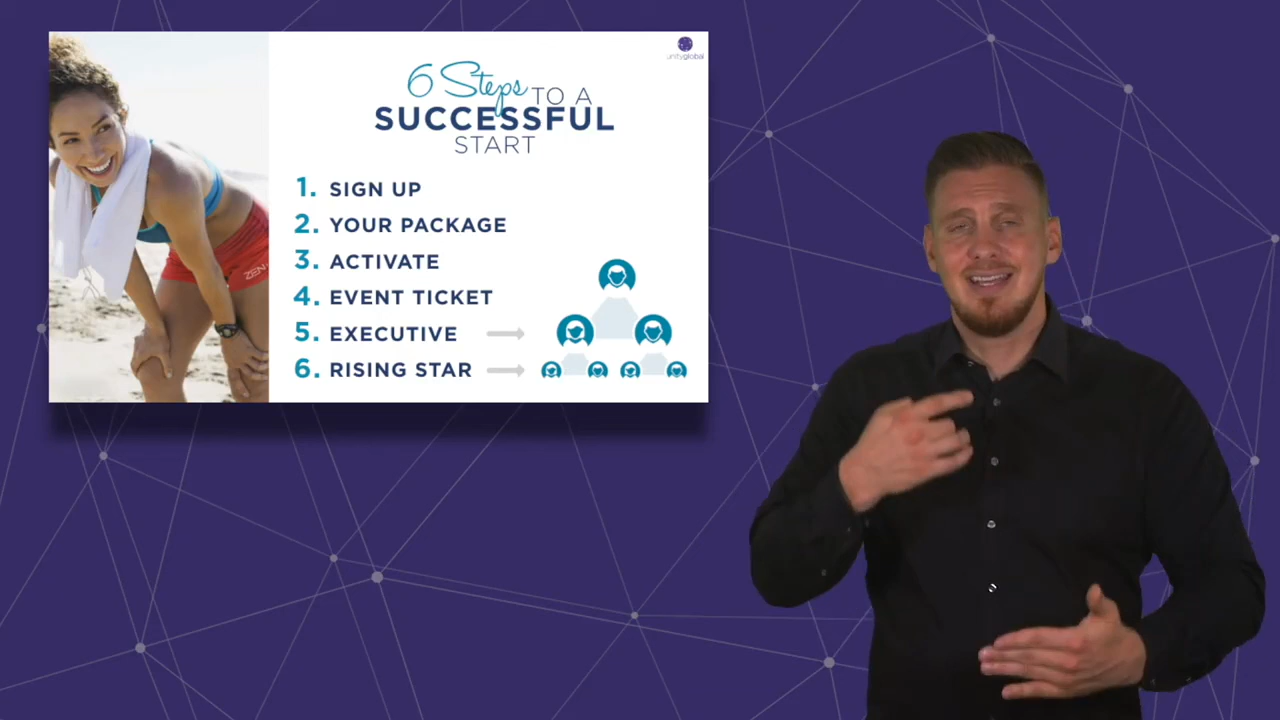 unityglobal
6 Steps TO A
SUCCESSFUL
START
1. SIGN UP
2. YOUR PACKAGE
3. ACTIVATE
4. EVENT TICKET
5. EXECUTIVE
6. RISING STAR
ZEN